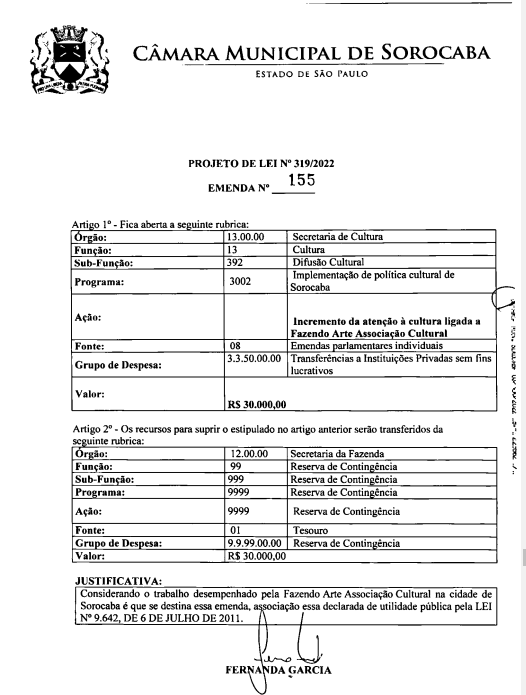 CÂMARA MUNICIPAL DE SOROCABA
ESTADO DE SÃO PAULO
PROJETO DE LEI Nº 319/2022
EMENDA Nº 155
Artigo 1º - Fica aberta a seguinte rubrica:
Órgão: 13.00.00 Secretaria de Cultura
Função: 13 Cultura
Sub-Função: 392 Difusão Cultural
Programa: 3002 Implementação de política cultural de
Sorocaba
Ação: Incremento da atenção à cultura ligada a
Fazendo Arte Associação Cultural
Fonte: 08 Emendas parlamentares individuais
Grupo de Despesa: 3.3.50.00.00 Transferências a Instituições Privadas sem fins
lucrativos
Valor:
R$ 30.000,00
Artigo 2º - Os recursos para suprir o estipulado no artigo anterior serão transferidos da
seguinte rubrica:
Órgão: 12.00.00 Secretaria da Fazenda
Função: 99 Reserva de Contingência
Sub-Função: 999 Reserva de Contingência
Programa: 9999 Reserva de Contingência
Ação: 9999 Reserva de Contingência
Fonte: 01 Tesouro
Grupo de Despesa: 9.9.99.00.00 Reserva de Contingência
Valor: R$ 30.000,00
JUSTIFICATIVA:
Considerando o trabalho desempenhado pela Fazendo Arte Associação Cultural na cidade de
Sorocaba é que se destina essa emenda, associação essa declarada de utilidade pública pela LEI
Nº 9.642, DE 6 DE JULHO DE 2011.
FERNANDA GARCIA